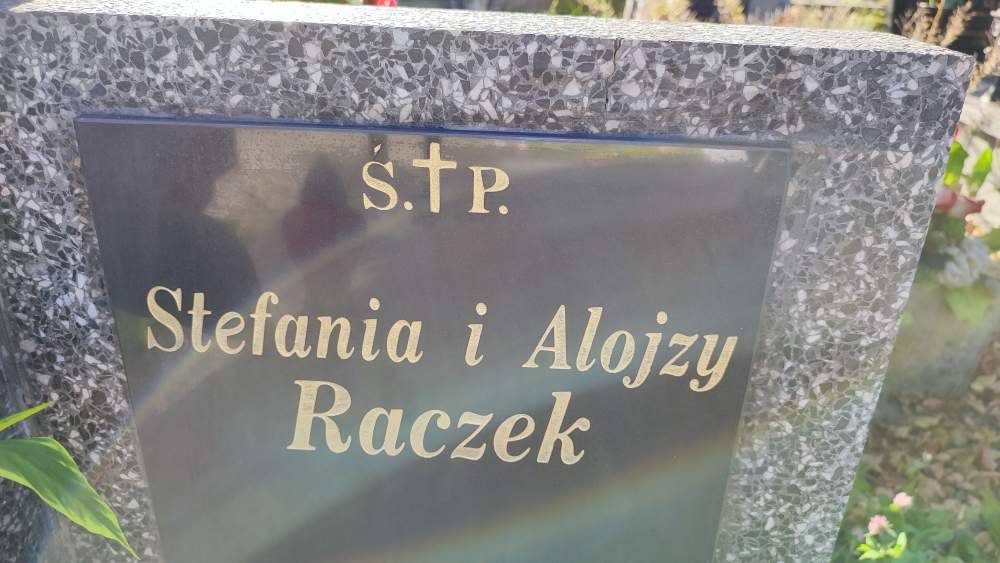 Ś.†P.
Stefania i Alojzy
Raczek